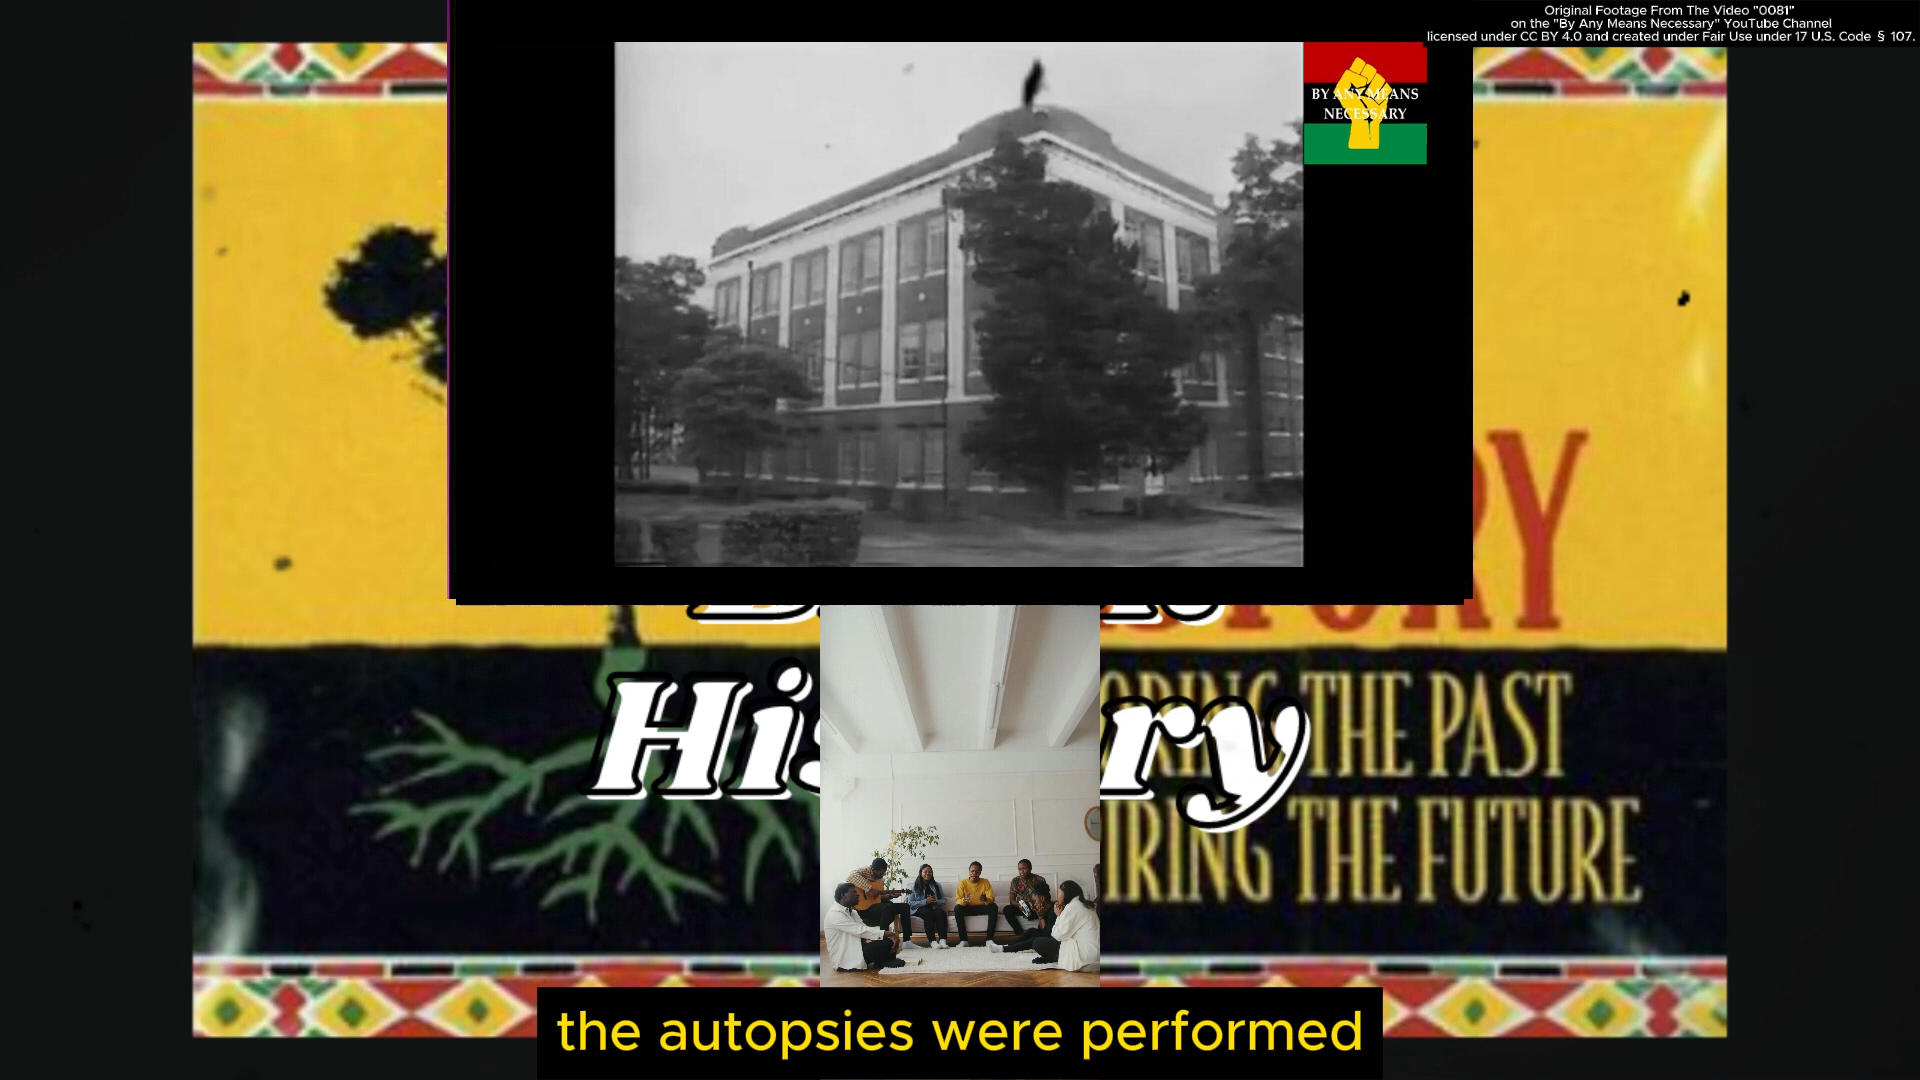 Original Footage From The Video "0081"
on the "By Any Means Necessary" YouTube Channel
licensed under CC BY 4.0 and created under Fair Use under 17 U.S. Code § 107.
BY ANY MEANS
NECESSARY
THE PAST
THE FUTURE
the autopsies were performed